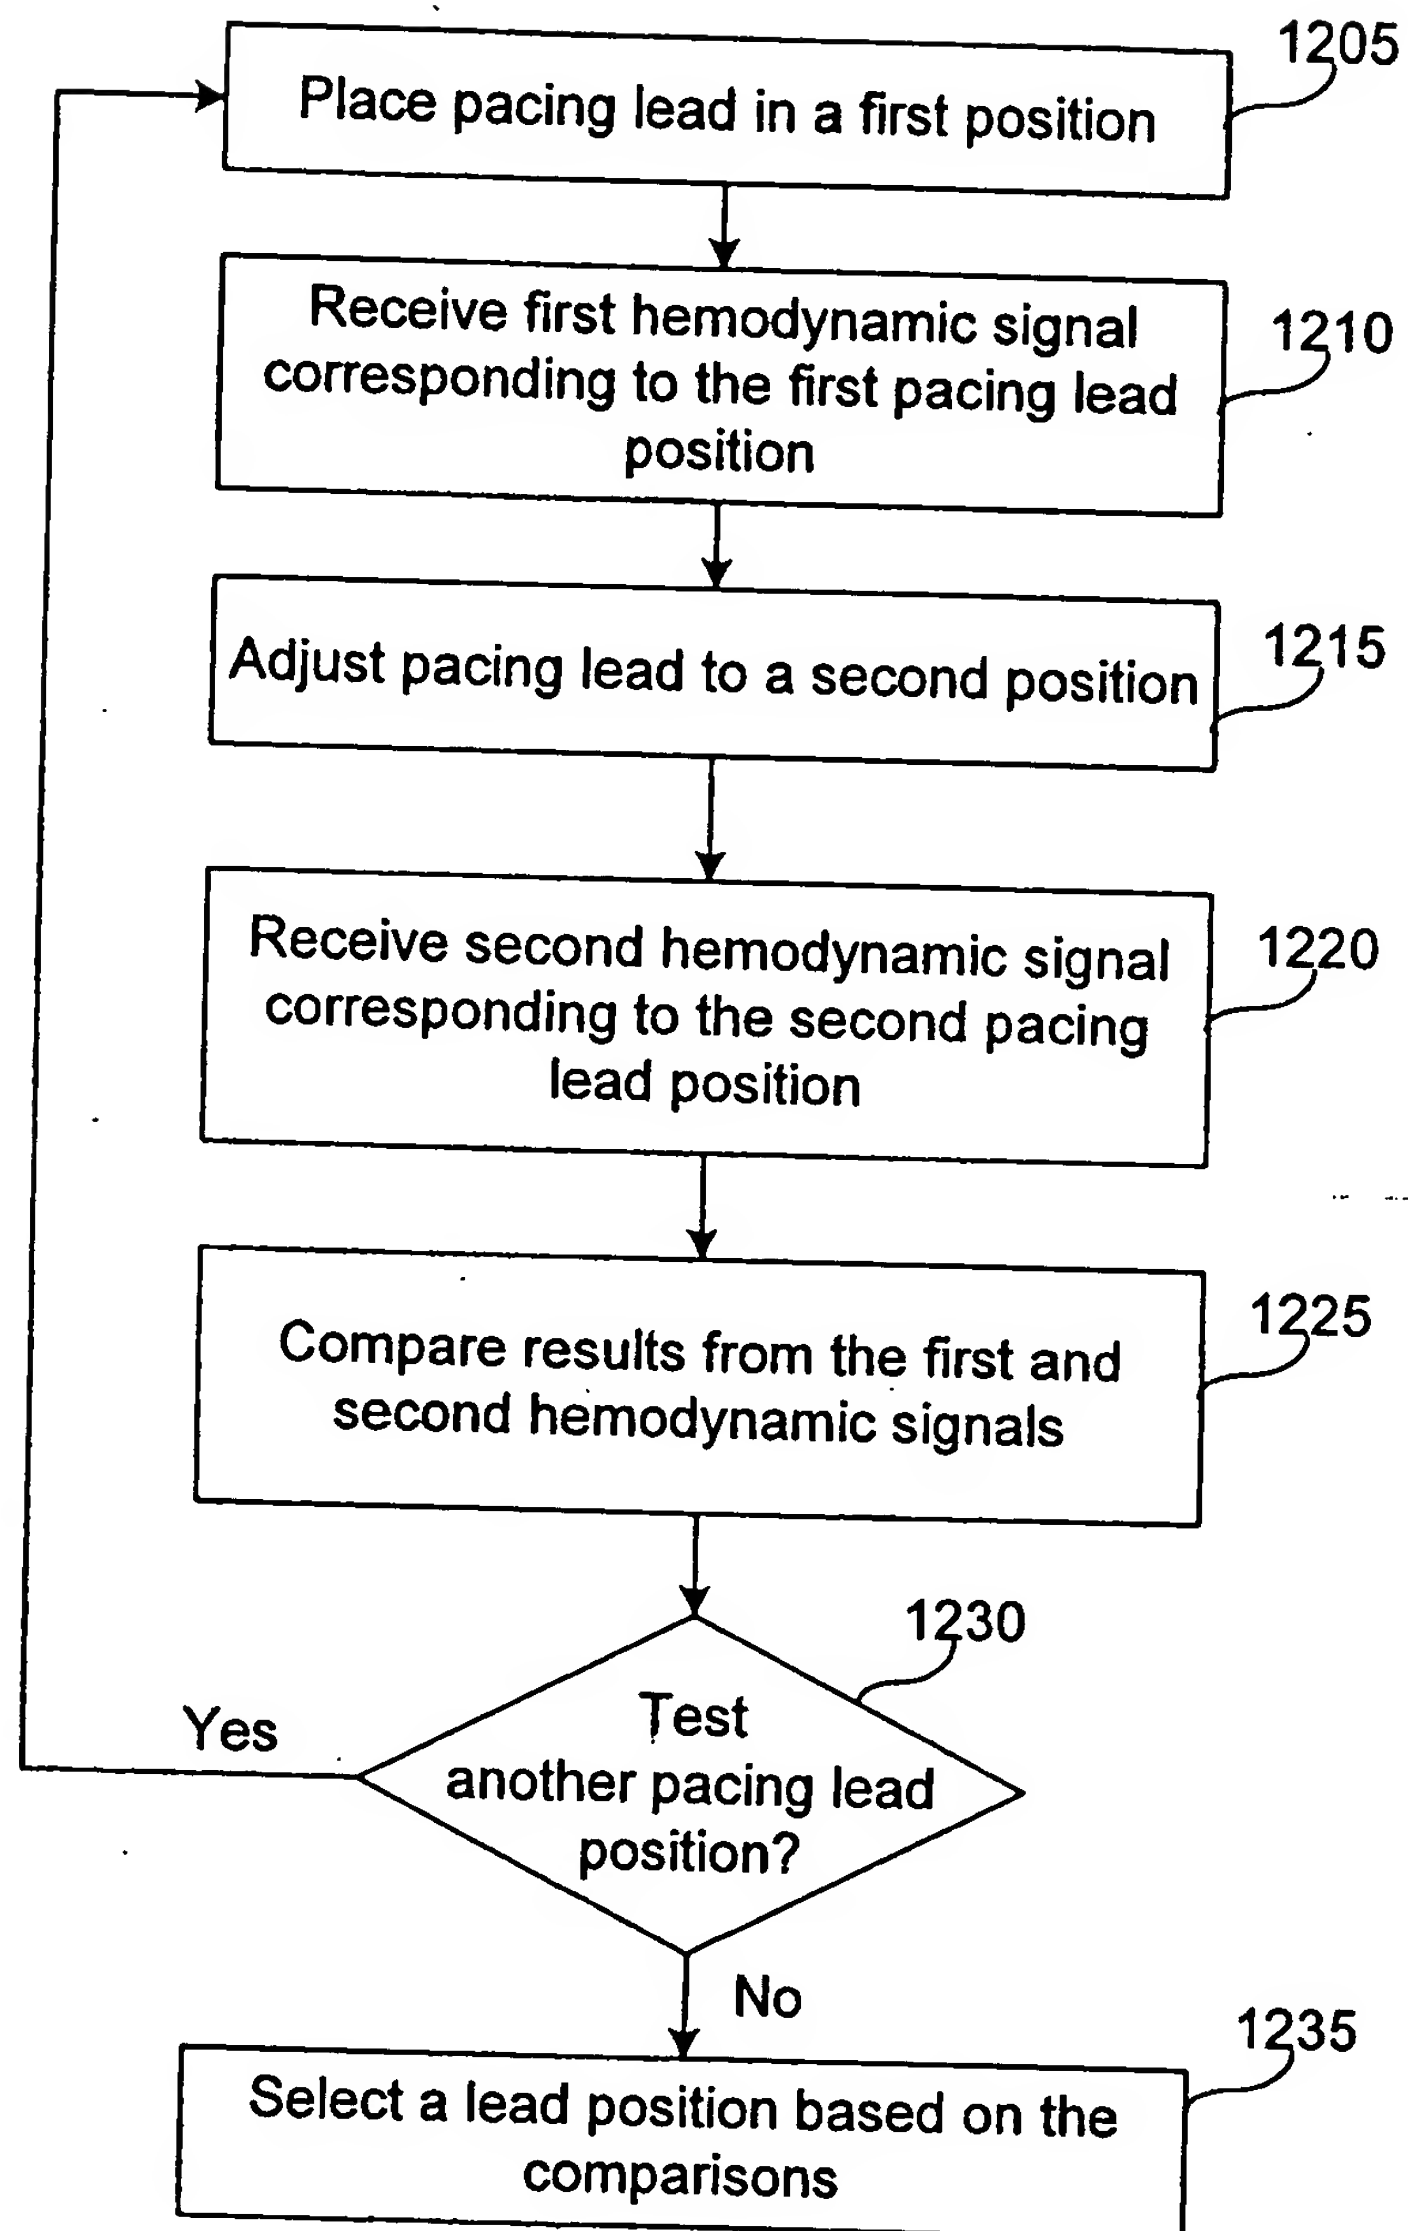 1205
Place pacing lead in a first position
Receive first hemodynamic signal
corresponding to the first pacing lead
position
1210
Adjust pacing lead to a second position
1215
Receive second hemodynamic signal
corresponding to the second pacing
lead position
1220
Compare results from the first and
second hemodynamic signals
1225
1230
Test
another pacing lead
position?
Yes
No
1235
Select a lead position based on the
comparisons